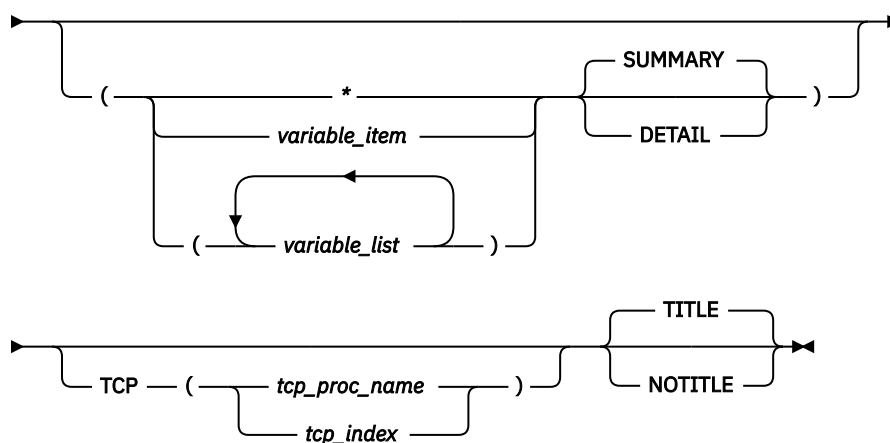 SUMMARY
( * )
variable_item DETAIL
( variable_list )
TITLE
TCP ( tcp_proc_name ) NOTITLE
tcp_index